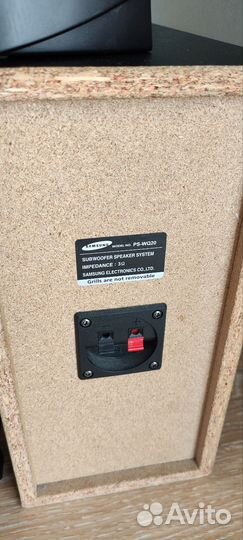 SAMSUNG MODEL NO. PS-WQ20
SUBWOOFER SPEAKER SYSTEM
IMPEDANCE : 3Ω
SAMSUNG ELECTRONICS CO.,LTD.
Grills are not removable
Avito